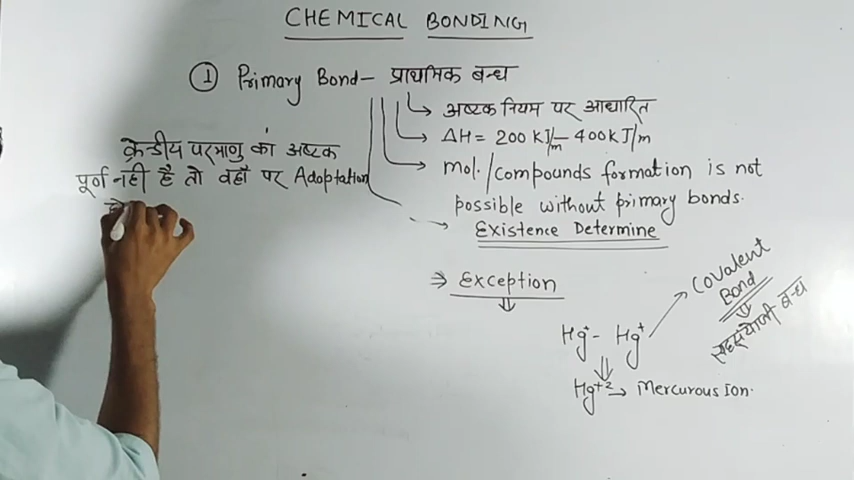 CHEMICAL BONDING
① Primary Bond– प्राथमिक बन्ध
→ अष्टक नियम पर आधारित
→ ΔH = 200 KJ/m – 400 KJ/m
→ mol./compounds formation is not
possible without primary bonds.
→ Existence Determine
क्रेन्डीय परमाणु का अष्टक
पूर्ण नही है तो वहाँ पर Adoptation
⇒ Exception
⇓
Hg⁺ – Hg⁺
Covalent
Bond
⇓
सहसंयोजी बन्ध
⇓
Hg⁺² → Mercurous Ion.